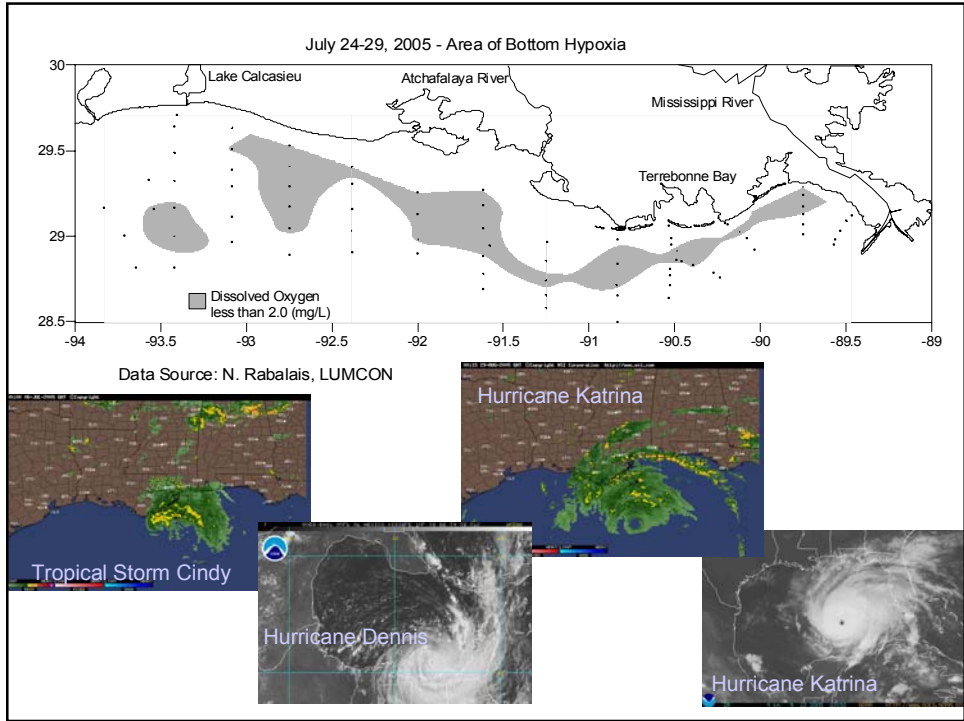 July 24-29, 2005 - Area of Bottom Hypoxia
30
29.5
29
28.5
Lake Calcasieu
Atchafalaya River
Mississippi River
Terrebonne Bay
Dissolved Oxygen
less than 2.0 (mg/L)
-94
-93.5
-93
-92.5
-92
-91.5
-91
-90.5
-90
-89.5
-89
Data Source: N. Rabalais, LUMCON
Hurricane Katrina
Tropical Storm Cindy
Hurricane Dennis
Hurricane Katrina